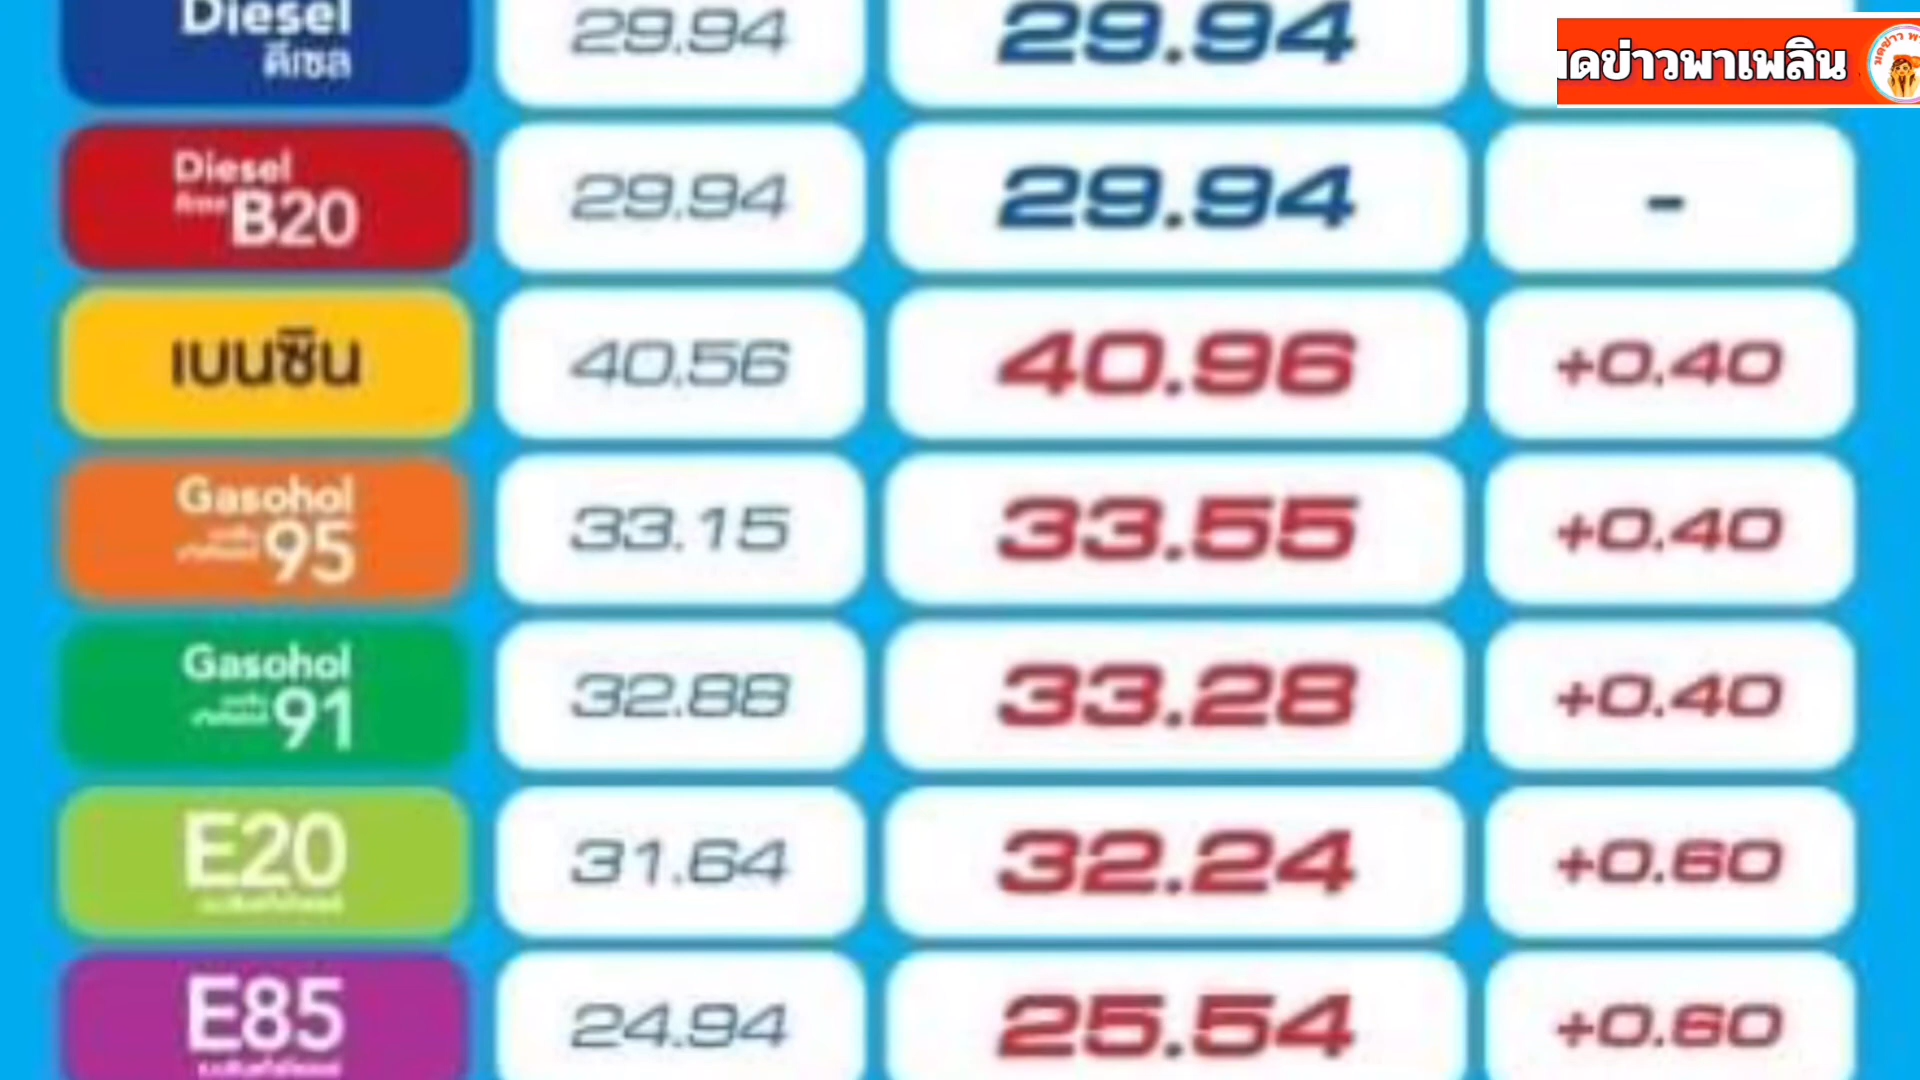 Diesel
ดีเซล
29.94
29.94
Diesel
B20
29.94
29.94
-
เบนซิน
40.56
40.96
+0.40
Gasohol
95
33.15
33.55
+0.40
Gasohol
91
32.88
33.28
+0.40
E20
31.64
32.24
+0.60
E85
24.94
25.54
+0.60
มดข่าวพาเพลิน